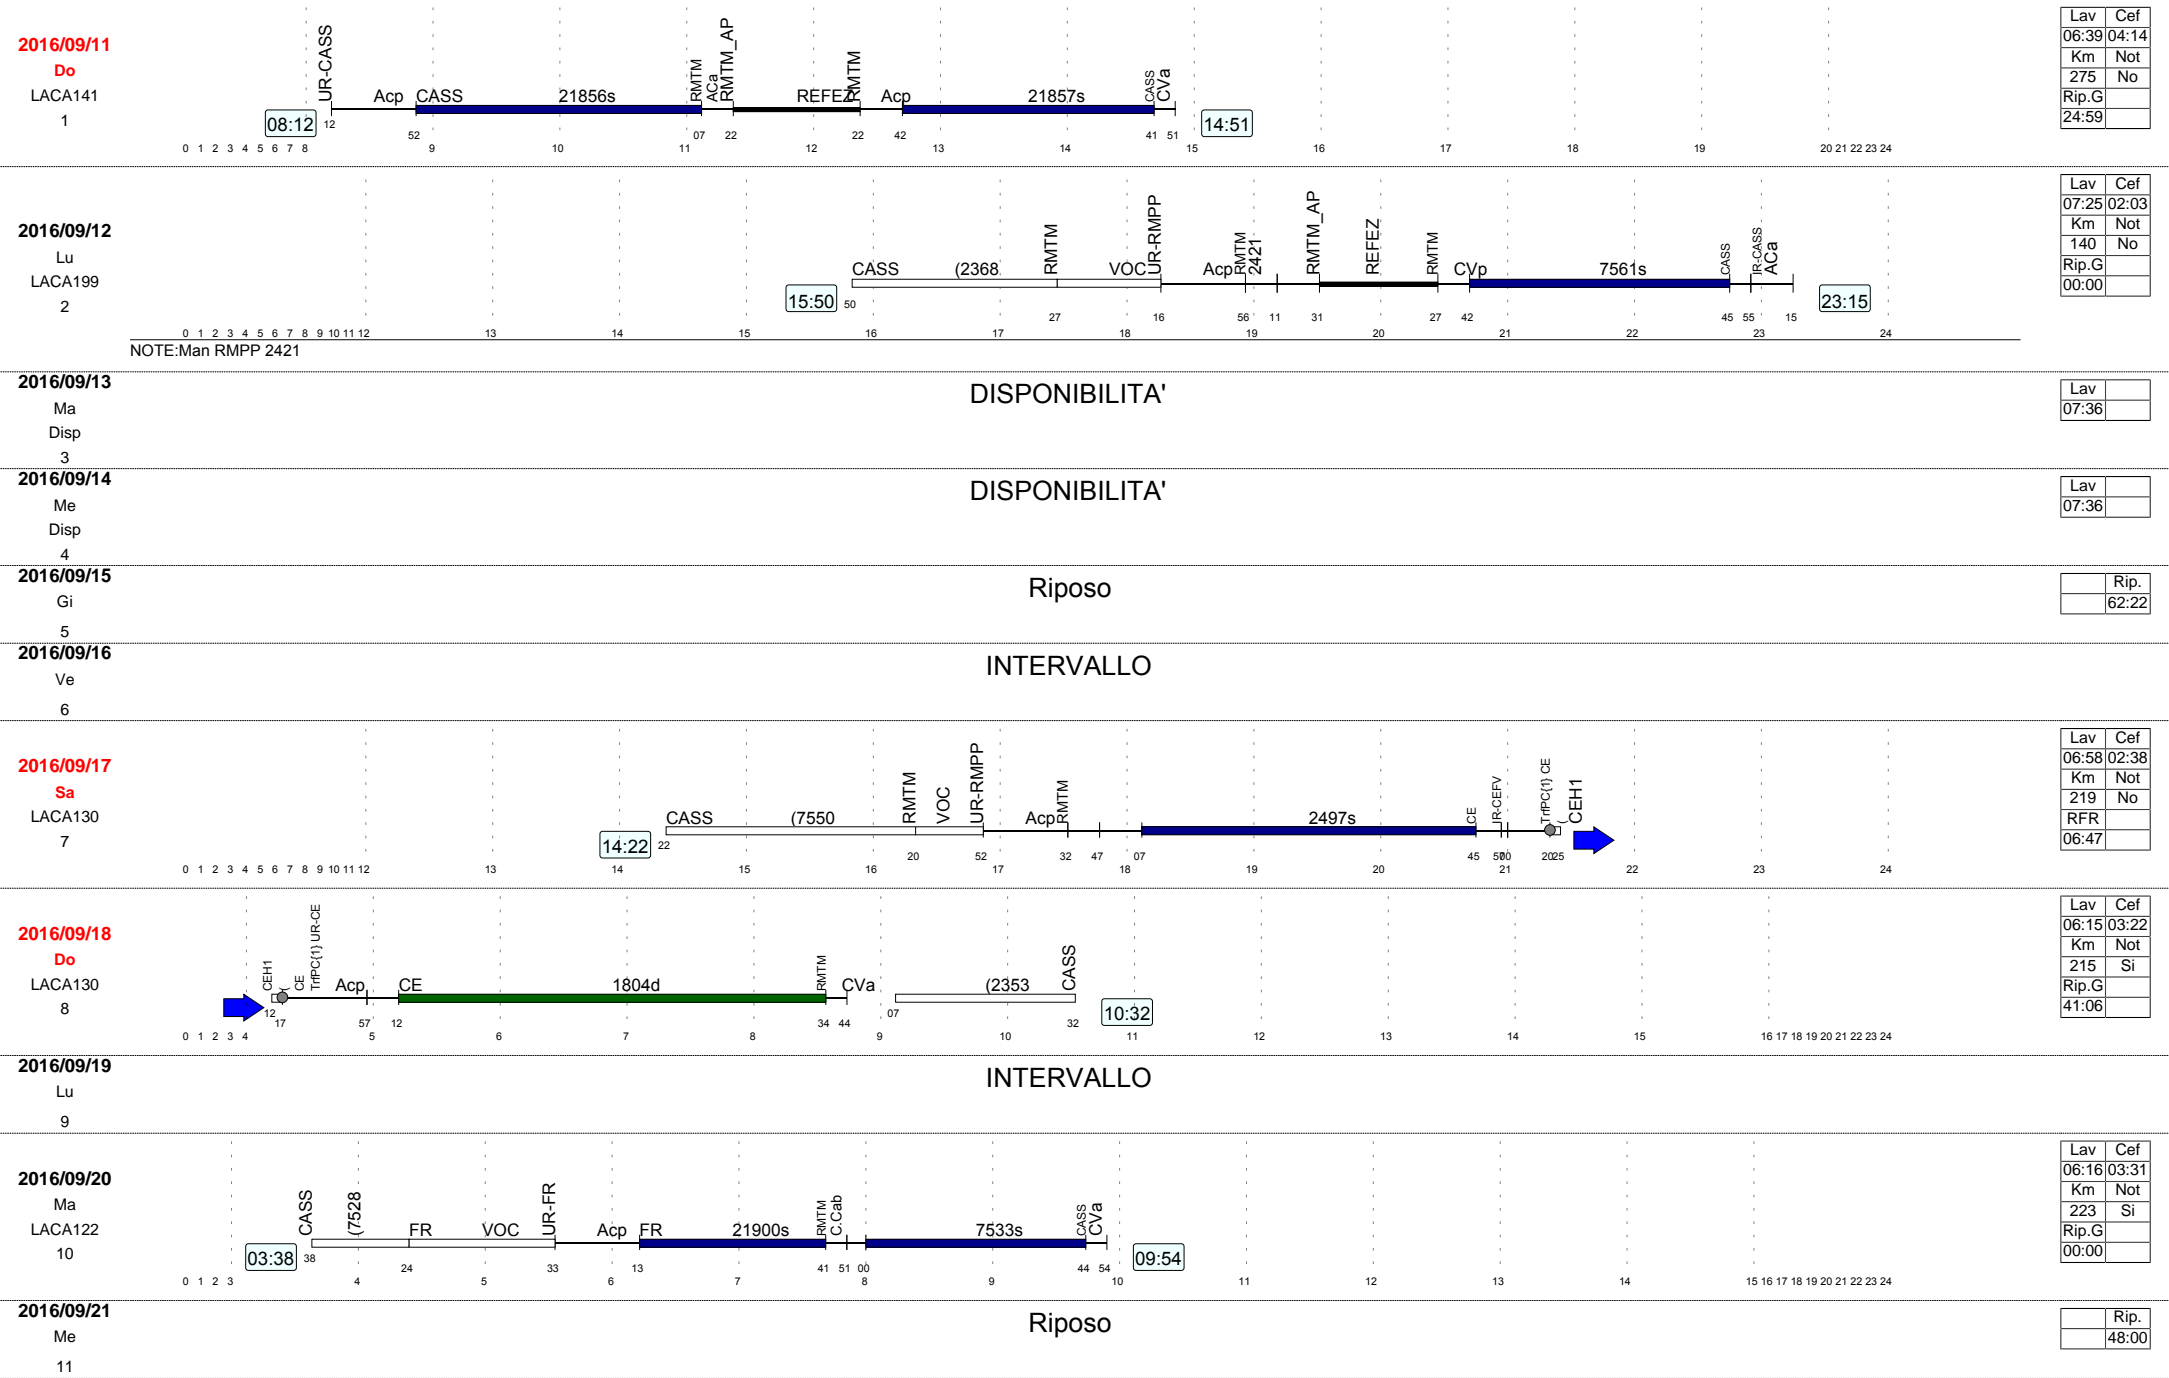 2016/09/11
Do
LACA141
1
08:12
UR-CASS
12
Acp
CASS
52
21856s
RMTM
07
ACa
RMTM_AP
22
REFEZ
RMTM
22
Acp
42
21857s
CASS
41
CVa
51
14:51
0 1 2 3 4 5 6 7 8 9 10 11 12 13 14 15 16 17 18 19 20 21 22 23 24
Lav Cef
06:39 04:14
Km Not
275 No
Rip.G
24:59
2016/09/12
Lu
LACA199
2
15:50
50
CASS
(2368
RMTM
27
VOC
UR-RMPP
16
Acp
RMTM
56
2421
11
RMTM_AP
31
REFEZ
RMTM
27
CVp
42
7561s
CASS
45
UR-CASS
55
ACa
15
23:15
0 1 2 3 4 5 6 7 8 9 10 11 12 13 14 15 16 17 18 19 20 21 22 23 24
NOTE:Man RMPP 2421
Lav Cef
07:25 02:03
Km Not
140 No
Rip.G
00:00
2016/09/13
Ma
Disp
3
DISPONIBILITA'
Lav
07:36
2016/09/14
Me
Disp
4
DISPONIBILITA'
Lav
07:36
2016/09/15
Gi
5
Riposo
Rip.
62:22
2016/09/16
Ve
6
INTERVALLO
2016/09/17
Sa
LACA130
7
14:22
22
CASS
(7550
RMTM
20
VOC
UR-RMPP
52
Acp
RMTM
32
47
07
2497s
CE
45
UR-CEFV
57
00
TrfPC{1} CE
20
25
(
CEH1
0 1 2 3 4 5 6 7 8 9 10 11 12 13 14 15 16 17 18 19 20 21 22 23 24
Lav Cef
06:58 02:38
Km Not
219 No
RFR
06:47
2016/09/18
Do
LACA130
8
CEH1
12
(
17
CE
TrfPC{1} UR-CE
Acp
57
CE
12
1804d
RMTM
34
CVa
44
07
(2353
CASS
32
10:32
0 1 2 3 4 5 6 7 8 9 10 11 12 13 14 15 16 17 18 19 20 21 22 23 24
Lav Cef
06:15 03:22
Km Not
215 Si
Rip.G
41:06
2016/09/19
Lu
9
INTERVALLO
2016/09/20
Ma
LACA122
10
03:38
CASS
38
(7528
FR
24
VOC
UR-FR
33
Acp
FR
13
21900s
RMTM
41
C.Cab
51
00
7533s
CASS
44
CVa
54
09:54
0 1 2 3 4 5 6 7 8 9 10 11 12 13 14 15 16 17 18 19 20 21 22 23 24
Lav Cef
06:16 03:31
Km Not
223 Si
Rip.G
00:00
2016/09/21
Me
11
Riposo
Rip.
48:00